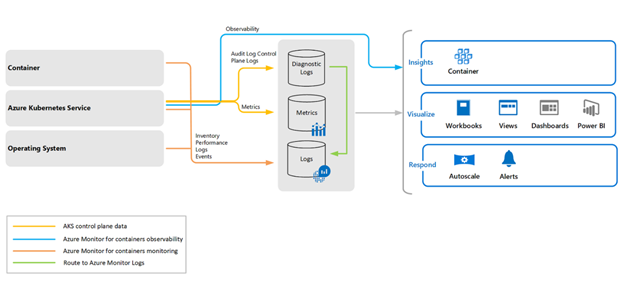 Observability
Container
Azure Kubernetes Service
Operating System
Audit Log Control
Plane Logs
Metrics
Inventory
Performance
Logs
Events
Diagnostic
Logs
Metrics
Logs
Insights
Container
Visualize
Workbooks
Views
Dashboards
Power BI
Respond
Autoscale
Alerts
AKS control plane data
Azure Monitor for containers observability
Azure Monitor for containers monitoring
Route to Azure Monitor Logs